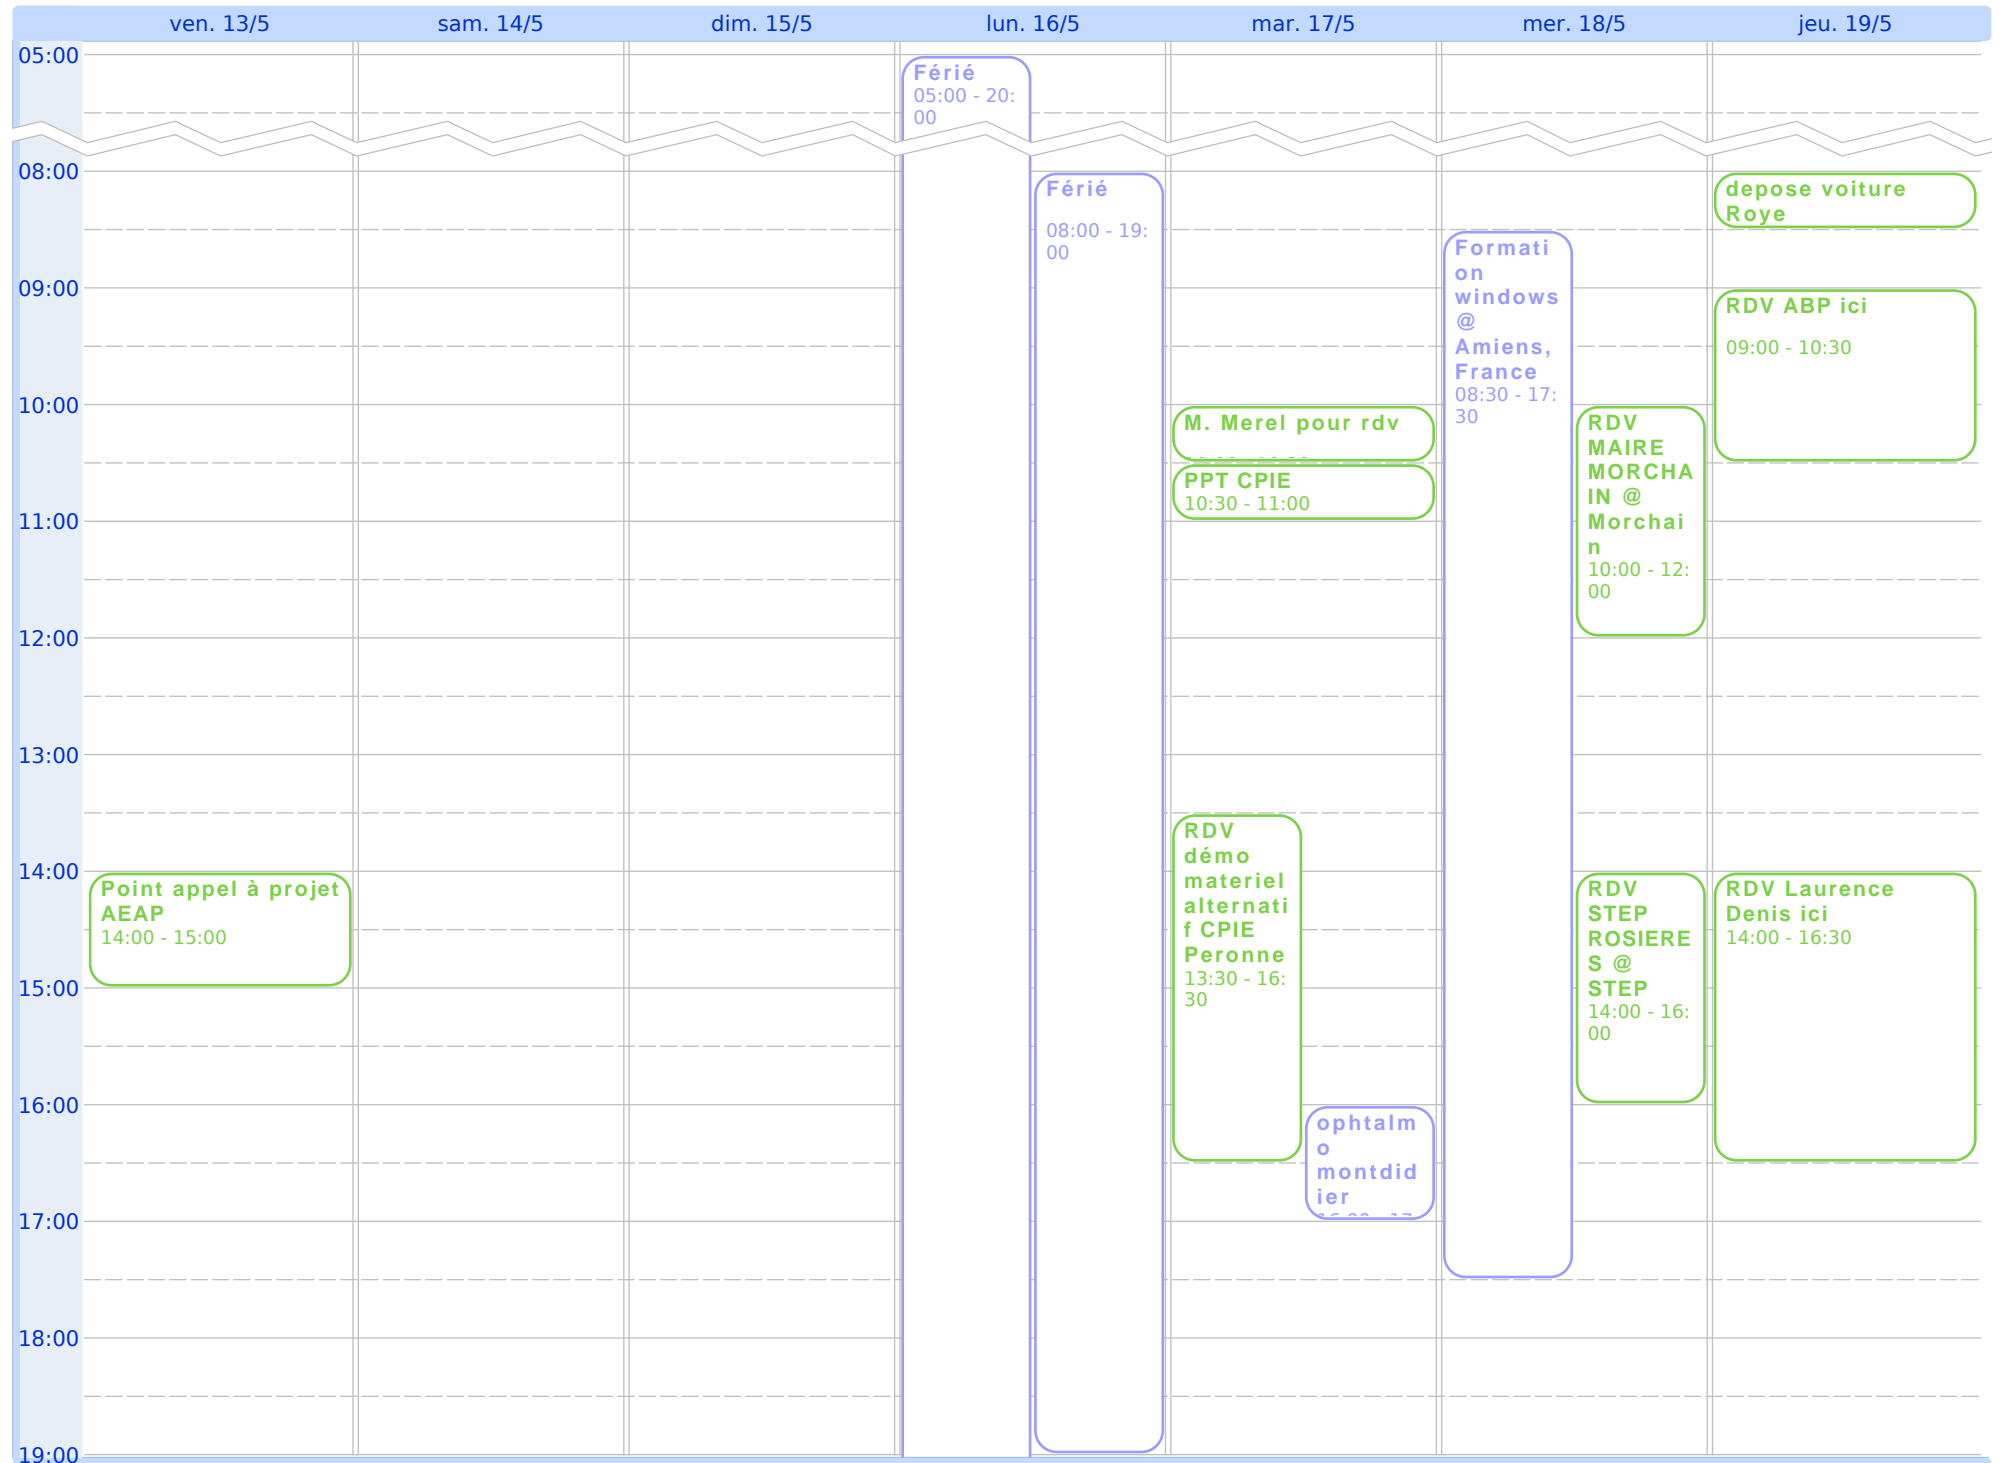 ven. 13/5
sam. 14/5
dim. 15/5
lun. 16/5
mar. 17/5
mer. 18/5
jeu. 19/5
05:00
08:00
09:00
10:00
11:00
12:00
13:00
14:00
15:00
16:00
17:00
18:00
19:00
Point appel à projet
AEAP
14:00 - 15:00
Férié
05:00 - 20:
00
Férié
08:00 - 19:
00
M. Merel pour rdv
PPT CPIE
10:30 - 11:00
RDV
démo
materiel
alternati
f CPIE
Peronne
13:30 - 16:
30
ophtalm
o
montdid
ier
Formati
on
windows
@
Amiens,
France
08:30 - 17:
30
RDV
MAIRE
MORCHA
IN @
Morchai
n
10:00 - 12:
00
RDV
STEP
ROSIERE
S @
STEP
14:00 - 16:
00
depose voiture
Roye
RDV ABP ici
09:00 - 10:30
RDV Laurence
Denis ici
14:00 - 16:30